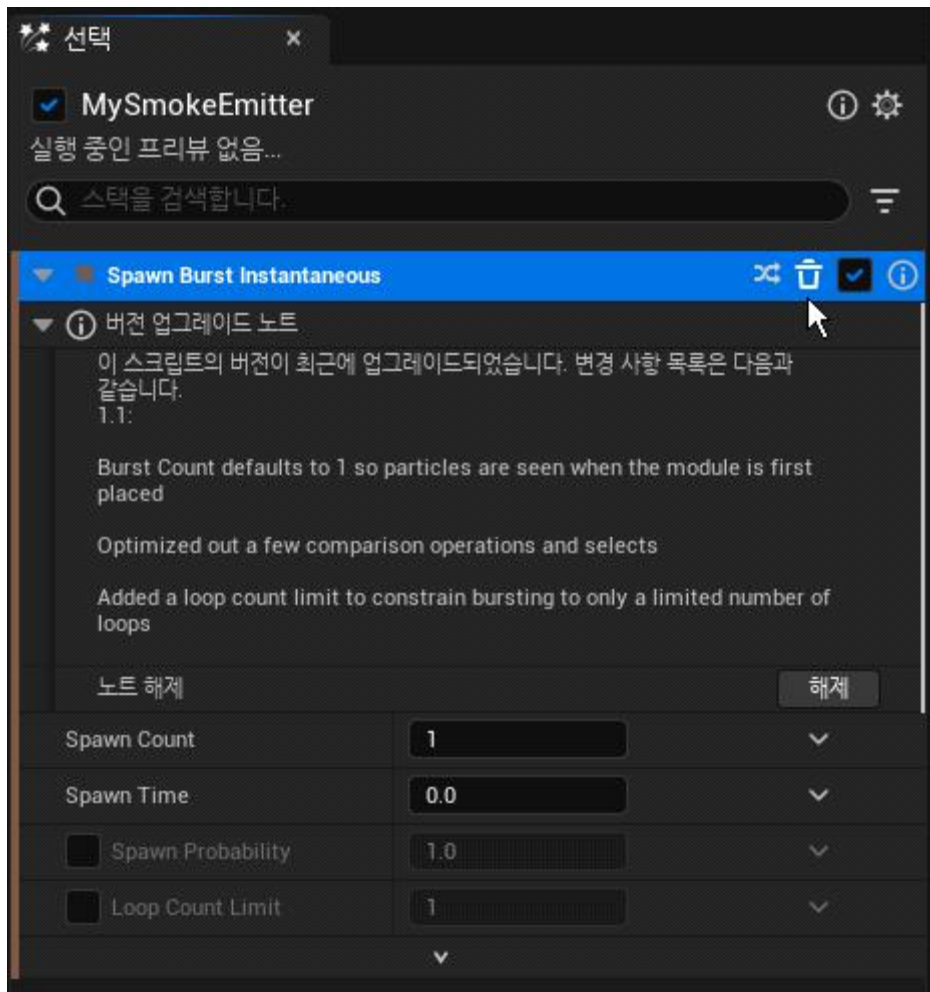 선택
MySmokeEmitter
실행 중인 프리뷰 없음...
스택을 검색합니다.
Spawn Burst Instantaneous
버전 업그레이드 노트
이 스크립트의 버전이 최근에 업그레이드되었습니다. 변경 사항 목록은 다음과
같습니다.
1.1:
Burst Count defaults to 1 so particles are seen when the module is first
placed
Optimized out a few comparison operations and selects
Added a loop count limit to constrain bursting to only a limited number of
loops
노트 해제 해제
Spawn Count 1
Spawn Time 0.0
Spawn Probability 1.0
Loop Count Limit 1